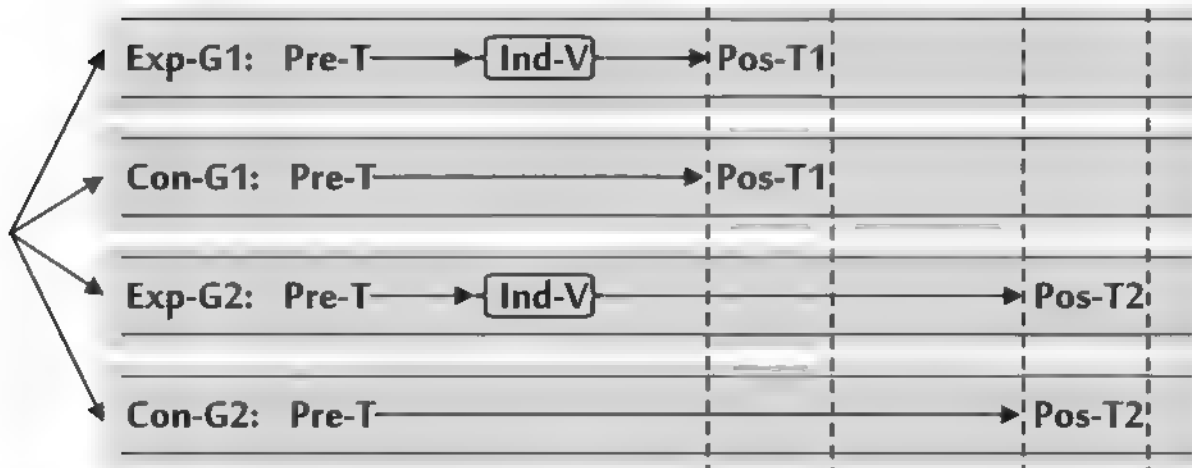 Exp-G1: Pre-T Ind-V Pos-T1
Con-G1: Pre-T Pos-T1
Exp-G2: Pre-T Ind-V Pos-T2
Con-G2: Pre-T Pos-T2